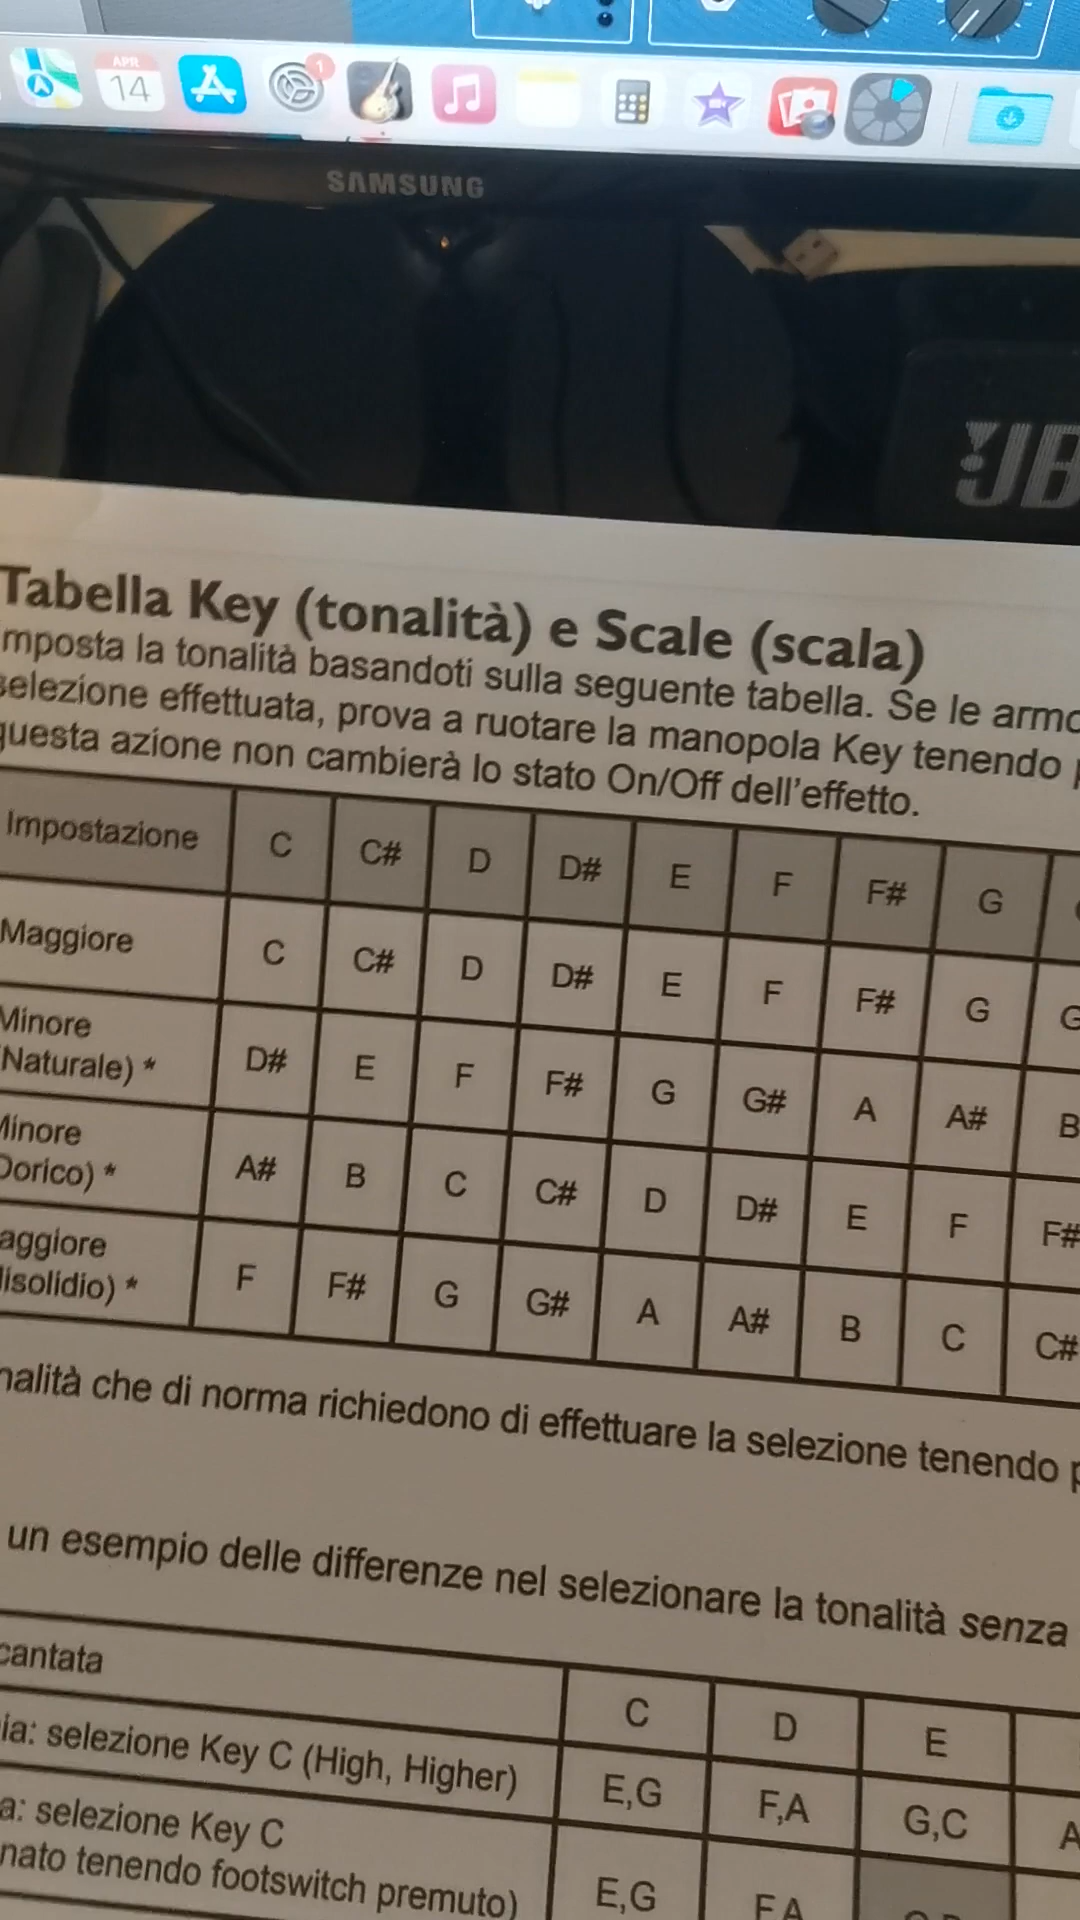 APR
14
1
SAMSUNG
JB
Tabella Key (tonalità) e Scale (scala)
mposta la tonalità basandoti sulla seguente tabella. Se le armo
selezione effettuata, prova a ruotare la manopola Key tenendo p
questa azione non cambierà lo stato On/Off dell'effetto.
Impostazione C C# D D# E F F# G
Maggiore C C# D D# E F F# G G
Minore
(Naturale) * D# E F F# G G# A A# B
Minore
Dorico) * A# B C C# D D# E F F#
aggiore
lisolidio) * F F# G G# A A# B C C#
nalità che di norma richiedono di effettuare la selezione tenendo p
un esempio delle differenze nel selezionare la tonalità senza
cantata C D E
ia: selezione Key C (High, Higher) E,G F,A G,C A
a: selezione Key C
nato tenendo footswitch premuto) E,G F,A